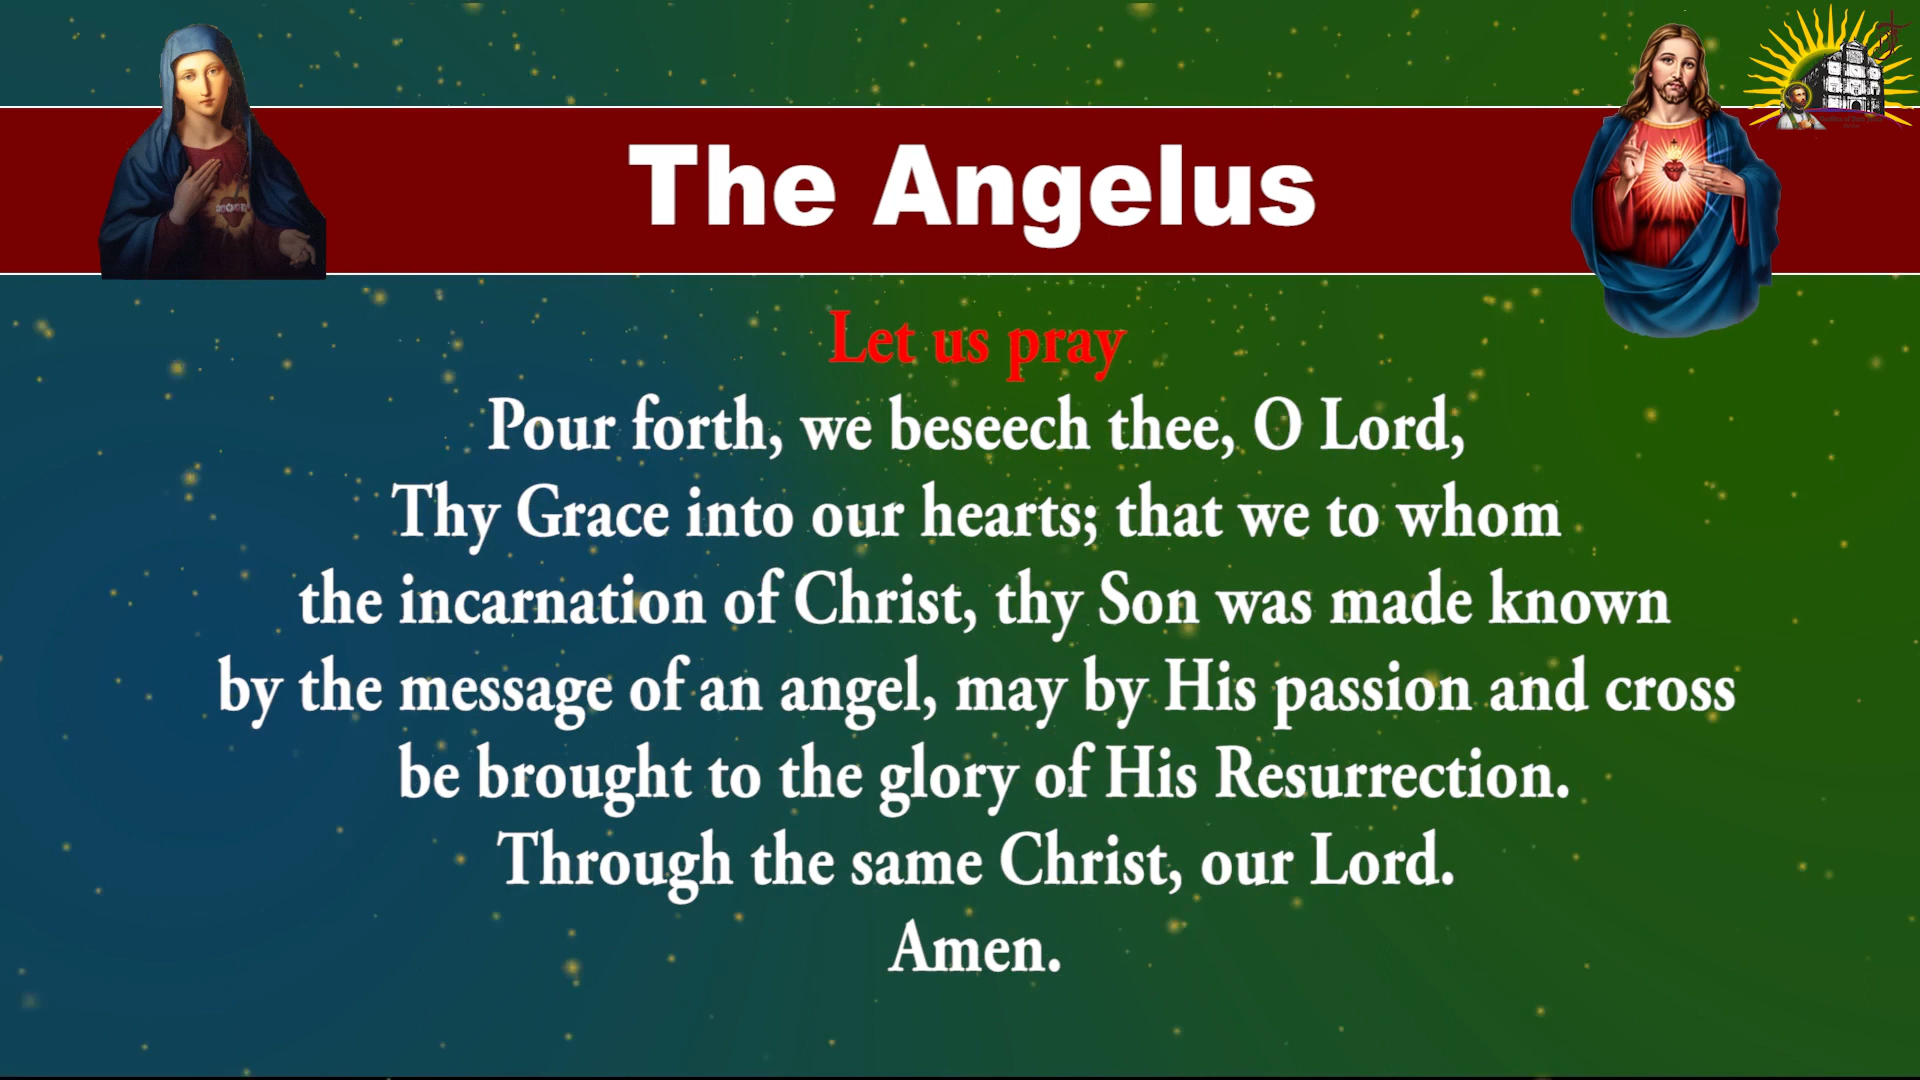 The Angelus
Let us pray
Pour forth, we beseech thee, O Lord,
Thy Grace into our hearts; that we to whom
the incarnation of Christ, thy Son was made known
by the message of an angel, may by His passion and cross
be brought to the glory of His Resurrection.
Through the same Christ, our Lord.
Amen.